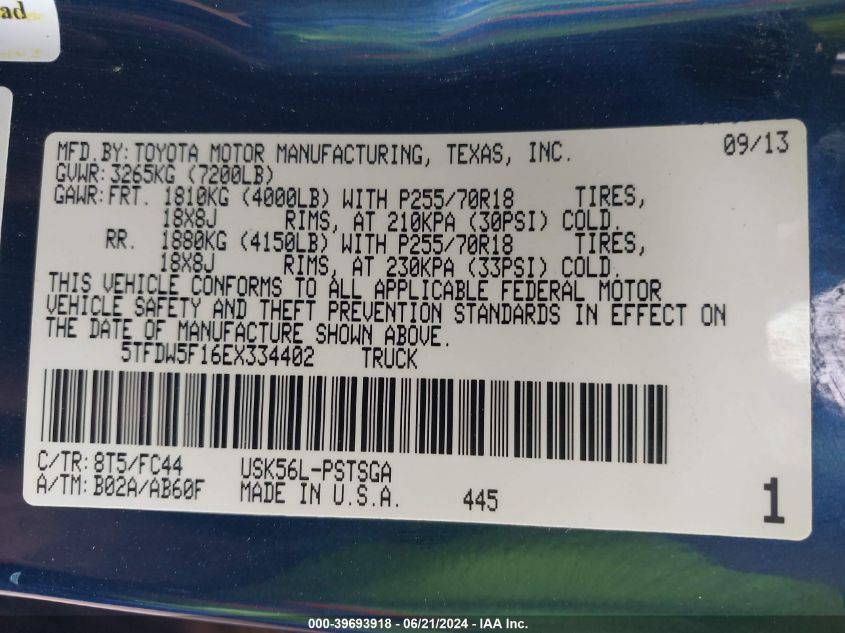 ad
MFD.BY: TOYOTA MOTOR MANUFACTURING, TEXAS, INC. 09/13
GVWR: 3265KG (7200LB)
GAWR: FRT. 1810KG (4000LB) WITH P255/70R18 TIRES,
18X8J RIMS, AT 210KPA (30PSI) COLD.
RR. 1880KG (4150LB) WITH P255/70R18 TIRES,
18X8J RIMS, AT 230KPA (33PSI) COLD.
THIS VEHICLE CONFORMS TO ALL APPLICABLE FEDERAL MOTOR
VEHICLE SAFETY AND THEFT PREVENTION STANDARDS IN EFFECT ON
THE DATE OF MANUFACTURE SHOWN ABOVE.
5TFDW5F16EX334402 TRUCK
C/TR: 8T5/FC44 USK56L-PSTSGA
A/TM: B02A/AB60F MADE IN U.S.A. 445 1
000-39693918 - 06/21/2024 - IAA Inc.